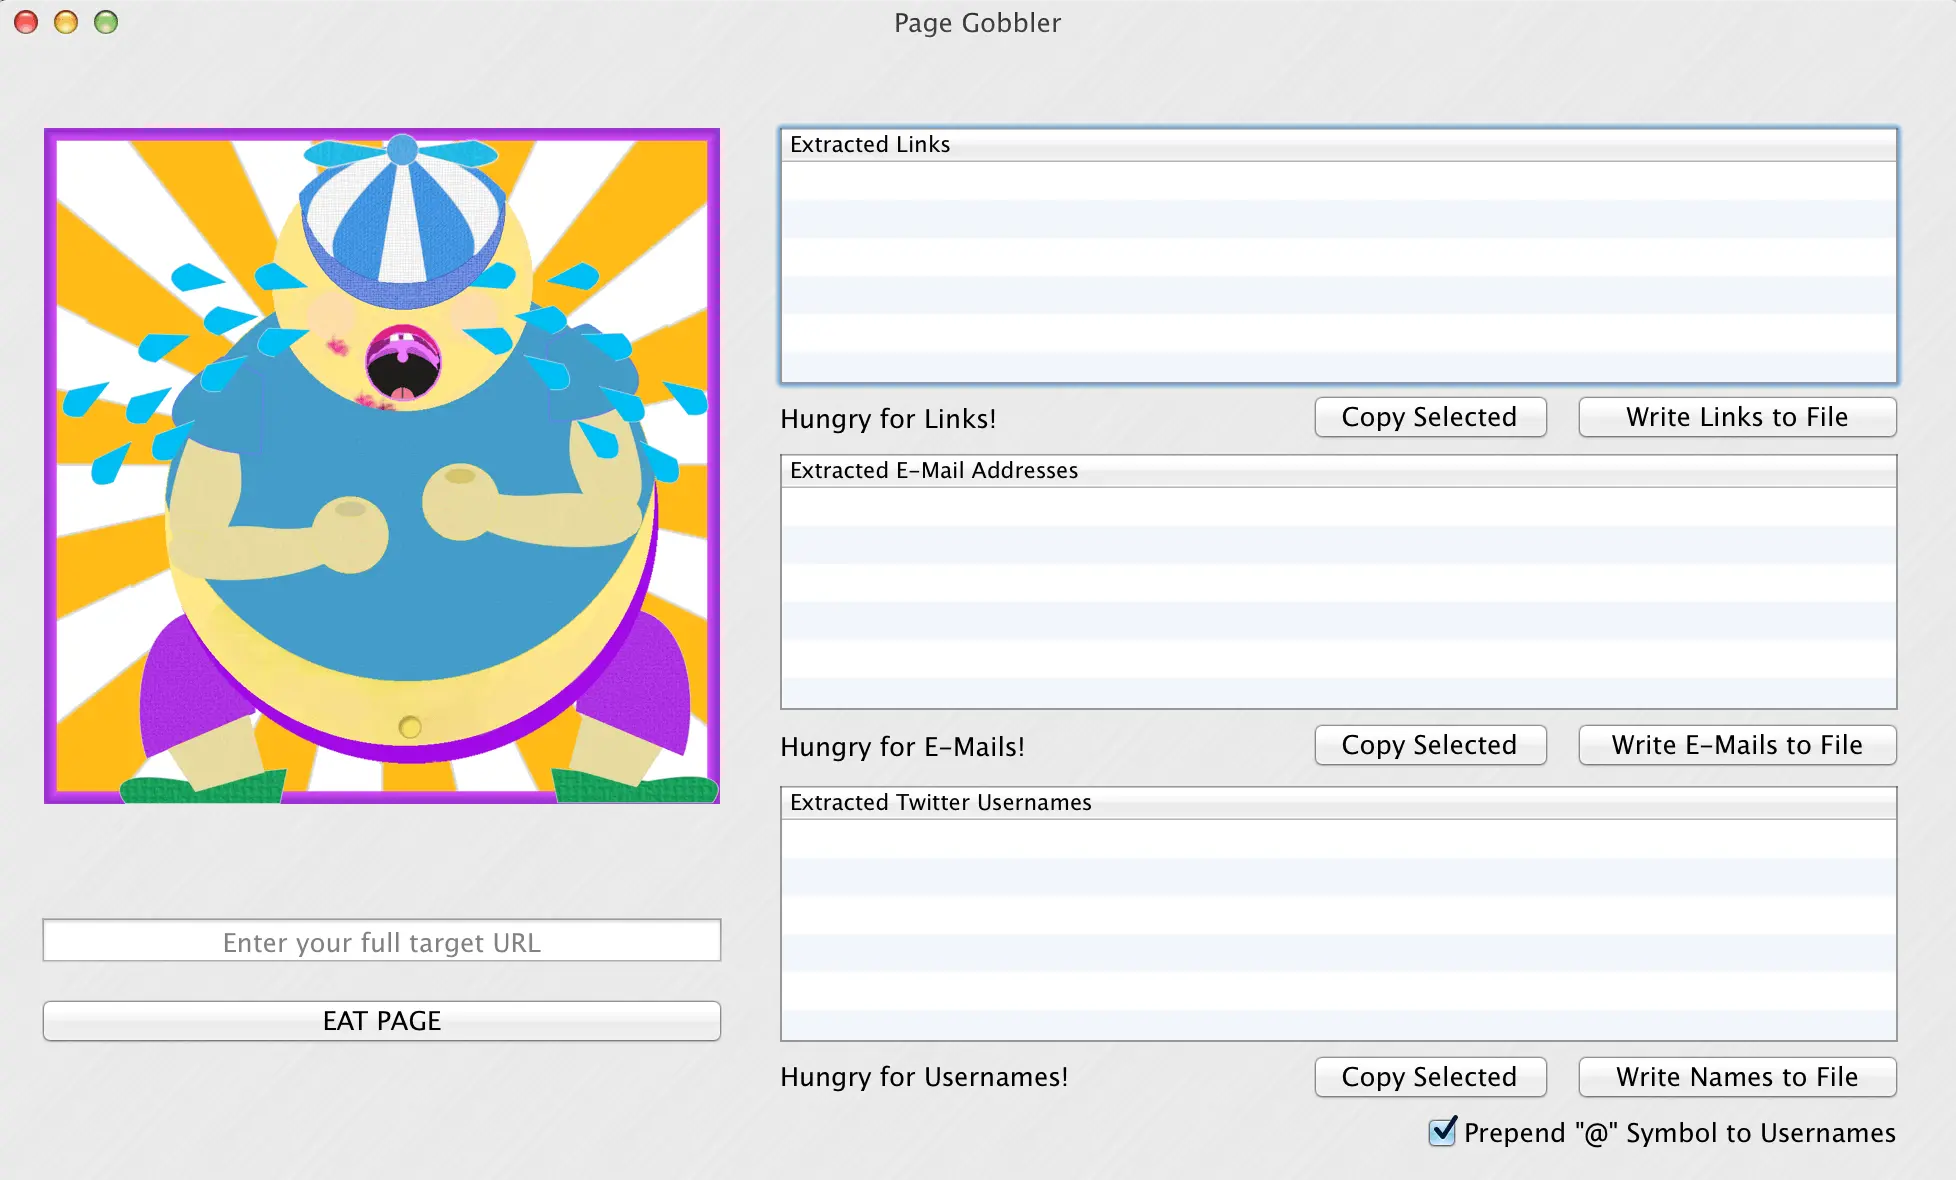 Page Gobbler
Extracted Links
Hungry for Links!
Copy Selected
Write Links to File
Extracted E-Mail Addresses
Hungry for E-Mails!
Copy Selected
Write E-Mails to File
Extracted Twitter Usernames
Enter your full target URL
EAT PAGE
Hungry for Usernames!
Copy Selected
Write Names to File
Prepend "@" Symbol to Usernames